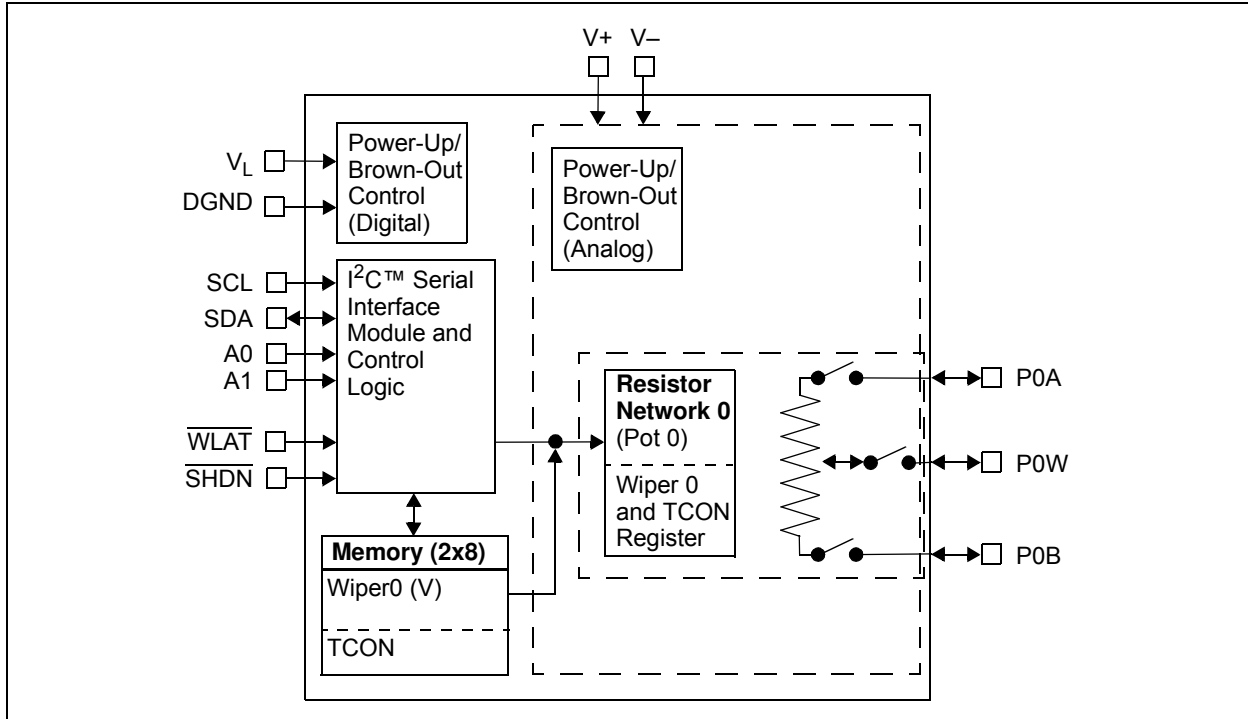 V+ V–
Power-Up/
Brown-Out
Control
(Digital)
VL
DGND
Power-Up/
Brown-Out
Control
(Analog)
SCL
SDA
A0
A1
WLAT
SHDN
I2C™ Serial
Interface
Module and
Control
Logic
Resistor
Network 0
(Pot 0)
Wiper 0
and TCON
Register
P0A
P0W
P0B
Memory (2x8)
Wiper0 (V)
TCON